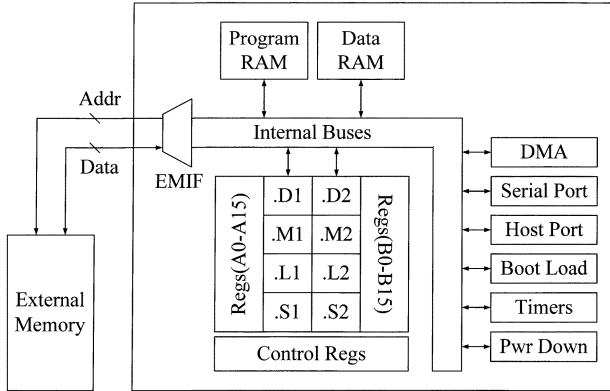 Program
RAM
Data
RAM
Addr
Data
EMIF
Internal Buses
DMA
Serial Port
Host Port
Boot Load
Timers
Pwr Down
Regs(A0-A15)
.D1
.D2
.M1
.M2
.L1
.L2
.S1
.S2
Regs(B0-B15)
Control Regs
External
Memory